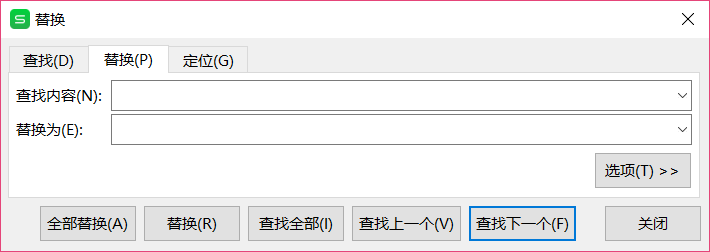 替换
查找(D) 替换(P) 定位(G)
查找内容(N):
替换为(E):
选项(T) >>
全部替换(A) 替换(R) 查找全部(I) 查找上一个(V) 查找下一个(F) 关闭